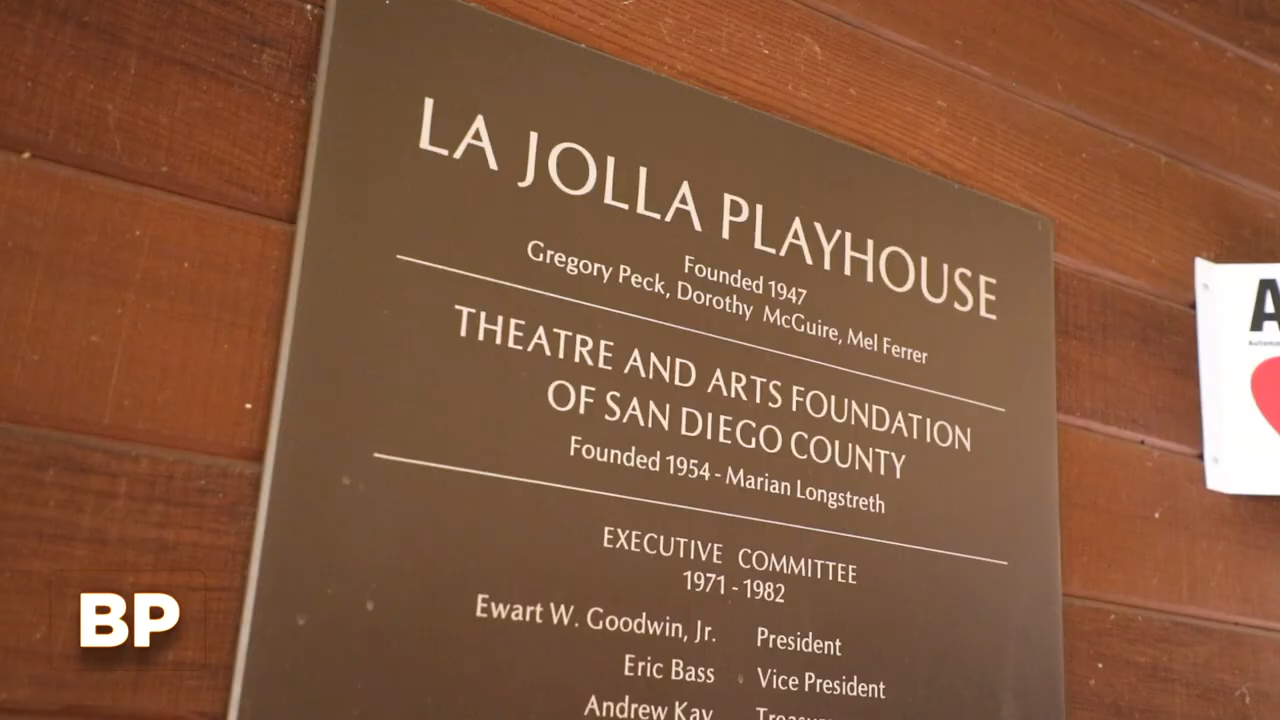 LA JOLLA PLAYHOUSE
Founded 1947
Gregory Peck, Dorothy McGuire, Mel Ferrer
THEATRE AND ARTS FOUNDATION
OF SAN DIEGO COUNTY
Founded 1954 - Marian Longstreth
EXECUTIVE COMMITTEE
1971 - 1982
Ewart W. Goodwin, Jr. President
Eric Bass Vice President
Andrew Kay
BP